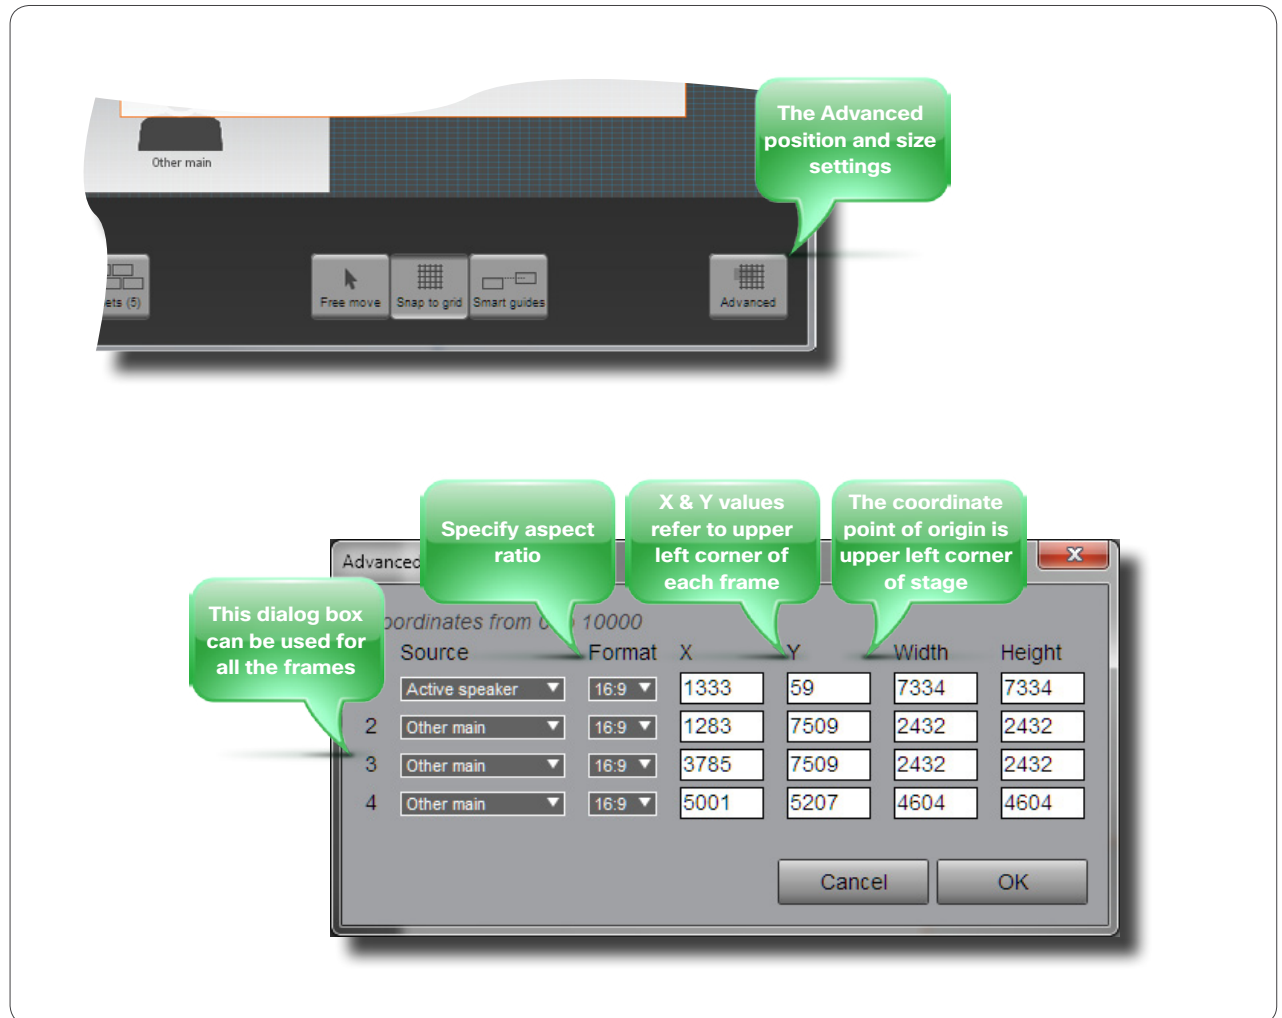 The Advanced
position and size
settings
Other main
ets (5)
Free move
Snap to grid
Smart guides
Advanced
Specify aspect
ratio
X & Y values
refer to upper
left corner of
each frame
The coordinate
point of origin is
upper left corner
of stage
Advanced
This dialog box
can be used for
all the frames
oordinates from 0 10000
Source Format X Y Width Height
Active speaker 16:9 1333 59 7334 7334
2 Other main 16:9 1283 7509 2432 2432
3 Other main 16:9 3785 7509 2432 2432
4 Other main 16:9 5001 5207 4604 4604
Cancel OK